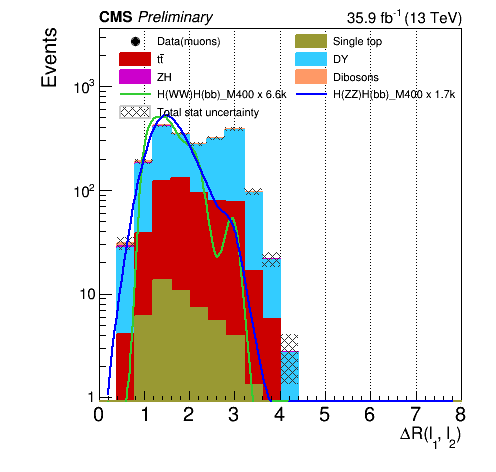 CMS Preliminary 35.9 fb⁻¹ (13 TeV)
Events
Data(muons) Single top
tt̄ DY
ZH Dibosons
H(WW)H(bb)_M400 x 6.6k H(ZZ)H(bb)_M400 x 1.7k
Total stat uncertainty
10³
10²
10
1
0 1 2 3 4 5 6 7 8
ΔR(l₁, l₂)